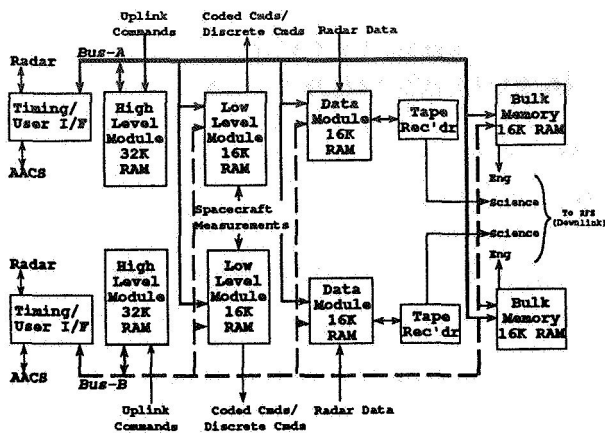 Uplink
Commands
Coded Cmds/
Discrete Cmds
Radar Data
Bus-A
Radar
Timing/
User I/F
AACS
High
Level
Module
32K
RAM
Low
Level
Module
16K
RAM
Data
Module
16K
RAM
Tape
Rec'dr
Bulk
Memory
16K RAM
Eng
Science
To RFS
(Downlink)
Science
Eng
Spacecraft
Measurements
Radar
Timing/
User I/F
AACS
High
Level
Module
32K
RAM
Low
Level
Module
16K
RAM
Data
Module
16K
RAM
Tape
Rec'dr
Bulk
Memory
16K RAM
Bus-B
Uplink
Commands
Coded Cmds/
Discrete Cmds
Radar Data